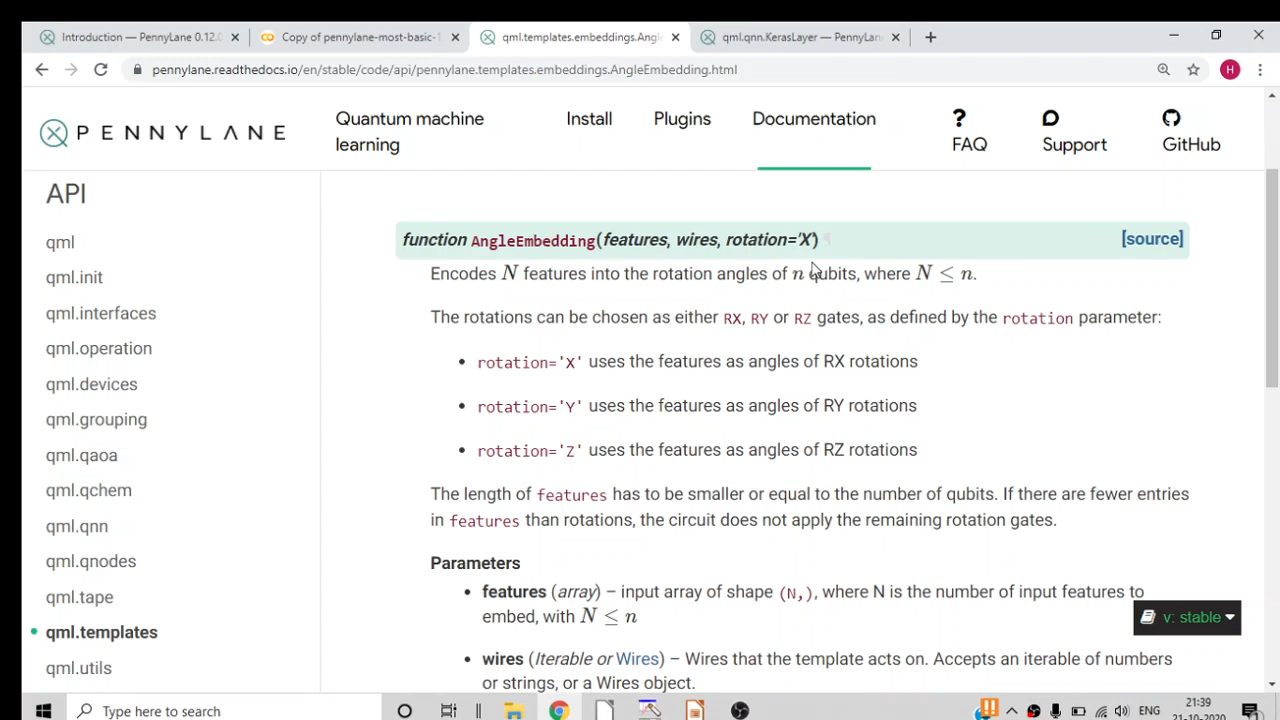 Introduction — PennyLane 0.12.0
Copy of pennylane-most-basic-1
qml.templates.embeddings.Angle
qml.qnn.KerasLayer — PennyLane
pennylane.readthedocs.io/en/stable/code/api/pennylane.templates.embeddings.AngleEmbedding.html
H
PENNYLANE
Quantum machine learning
Install
Plugins
Documentation
FAQ
Support
GitHub
API
qml
qml.init
qml.interfaces
qml.operation
qml.devices
qml.grouping
qml.qaoa
qml.qchem
qml.qnn
qml.qnodes
qml.tape
qml.templates
qml.utils
function AngleEmbedding(features, wires, rotation='X') ¶ [source]
Encodes N features into the rotation angles of n qubits, where N ≤ n.
The rotations can be chosen as either RX, RY or RZ gates, as defined by the rotation parameter:
• rotation='X' uses the features as angles of RX rotations
• rotation='Y' uses the features as angles of RY rotations
• rotation='Z' uses the features as angles of RZ rotations
The length of features has to be smaller or equal to the number of qubits. If there are fewer entries
in features than rotations, the circuit does not apply the remaining rotation gates.
Parameters
• features (array) – input array of shape (N,), where N is the number of input features to
embed, with N ≤ n
• wires (Iterable or Wires) – Wires that the template acts on. Accepts an iterable of numbers
or strings, or a Wires object.
v: stable
Type here to search
ENG
21:39
21-10-2020